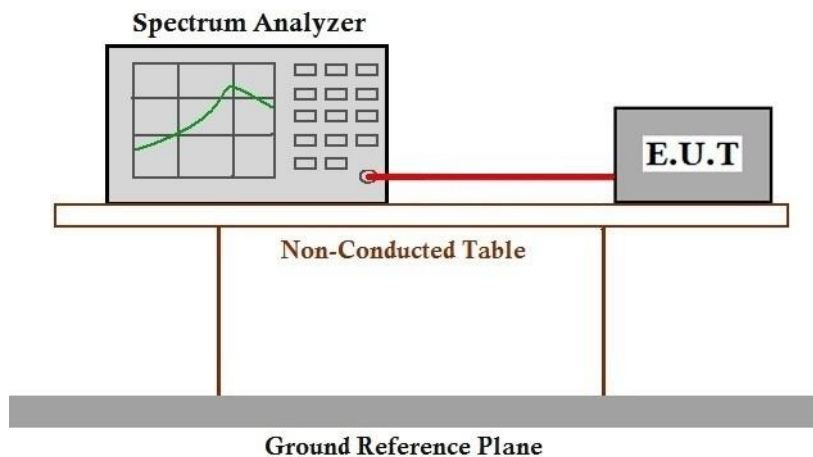 Spectrum Analyzer
E.U.T
Non-Conducted Table
Ground Reference Plane